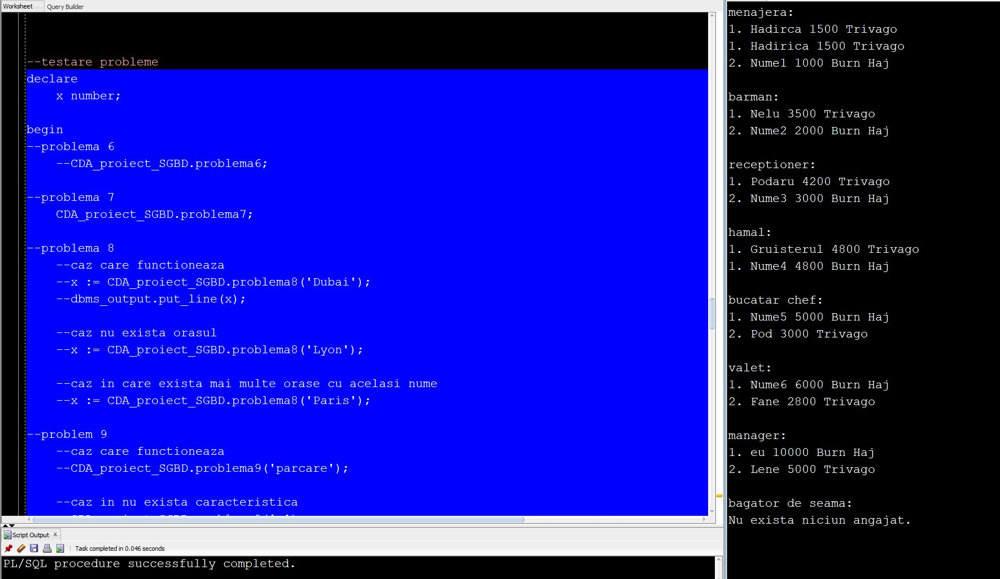 Worksheet Query Builder
--testare probleme
declare
x number;
begin
--problema 6
--CDA_proiect_SGBD.problema6;
--problema 7
CDA_proiect_SGBD.problema7;
--problema 8
--caz care functioneaza
--x := CDA_proiect_SGBD.problema8('Dubai');
--dbms_output.put_line(x);
--caz nu exista orasul
--x := CDA_proiect_SGBD.problema8('Lyon');
--caz in care exista mai multe orase cu acelasi nume
--x := CDA_proiect_SGBD.problema8('Paris');
--problem 9
--caz care functioneaza
--CDA_proiect_SGBD.problema9('parcare');
--caz in nu exista caracteristica
Script Output x
Task completed in 0.046 seconds
PL/SQL procedure successfully completed.
menajera:
1. Hadirca 1500 Trivago
1. Hadirica 1500 Trivago
2. Nume1 1000 Burn Haj
barman:
1. Nelu 3500 Trivago
2. Nume2 2000 Burn Haj
receptioner:
1. Podaru 4200 Trivago
2. Nume3 3000 Burn Haj
hamal:
1. Gruisterul 4800 Trivago
1. Nume4 4800 Burn Haj
bucatar chef:
1. Nume5 5000 Burn Haj
2. Pod 3000 Trivago
valet:
1. Nume6 6000 Burn Haj
2. Fane 2800 Trivago
manager:
1. eu 10000 Burn Haj
2. Lene 5000 Trivago
bagator de seama:
Nu exista niciun angajat.